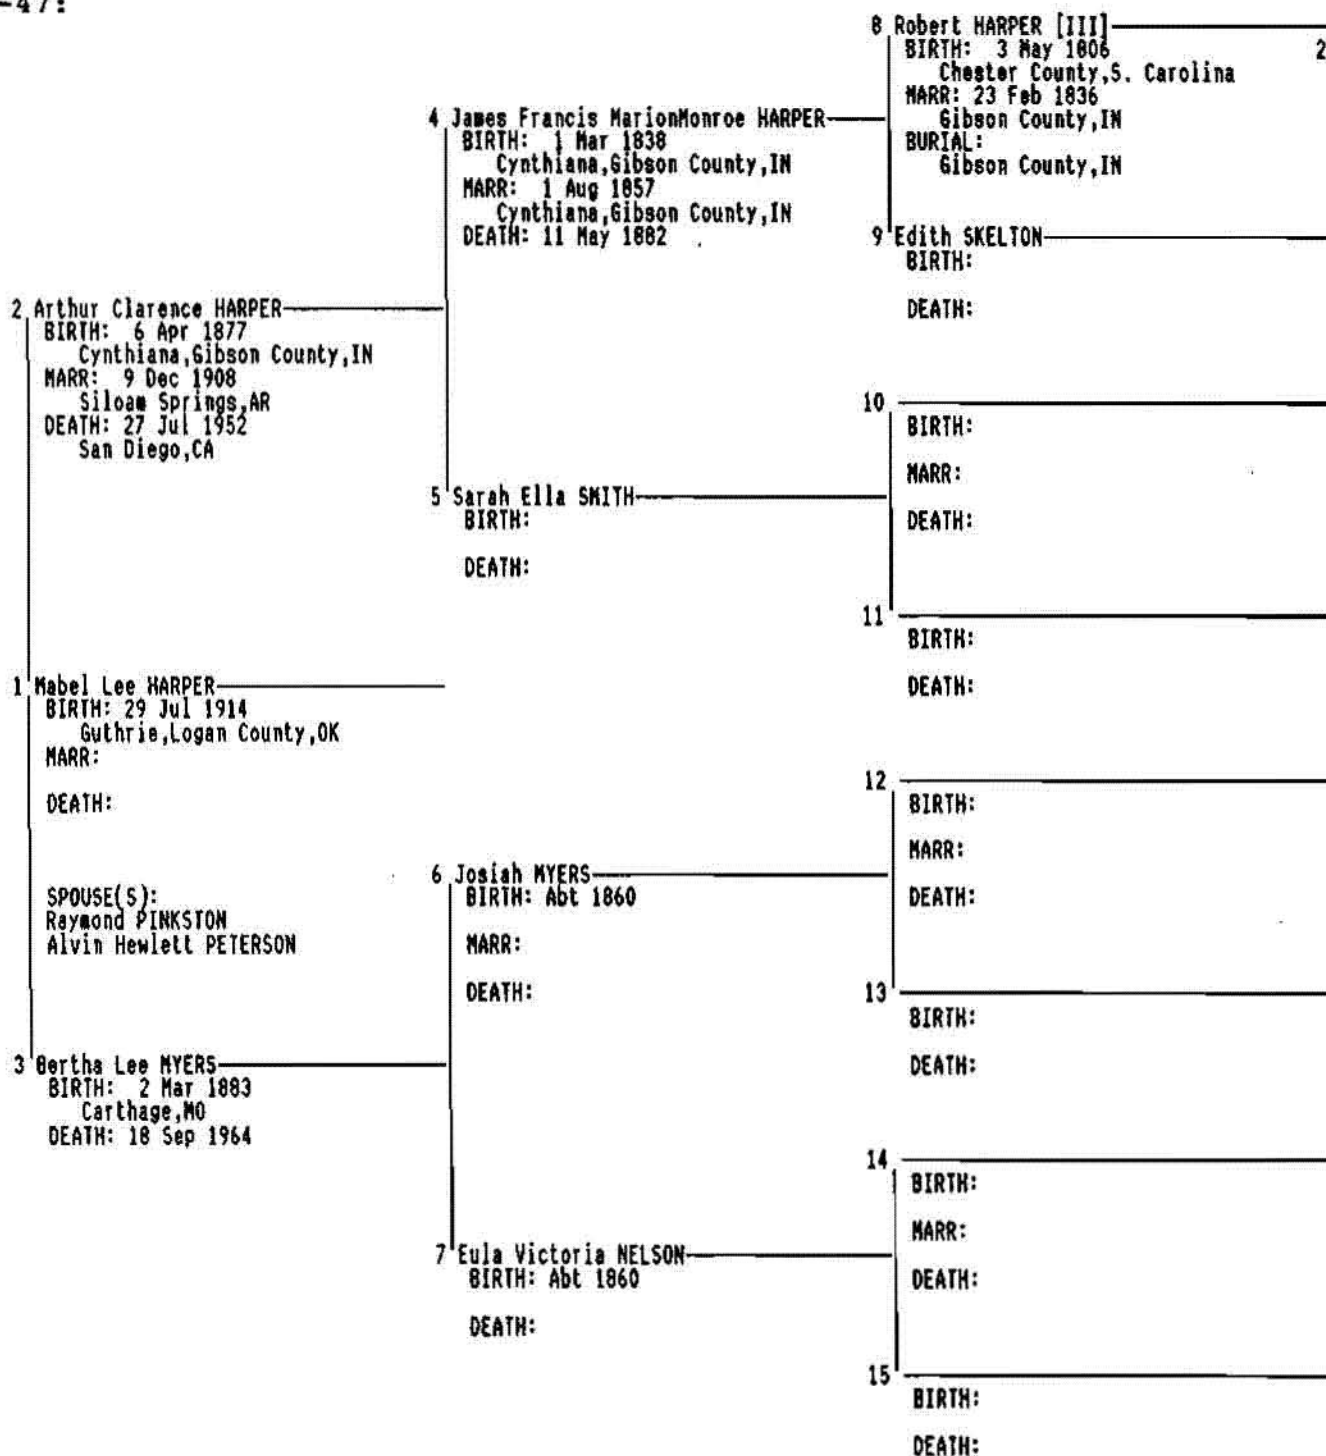 -47:
8 Robert HARPER [III]
BIRTH: 3 May 1806
2
Chester County,S. Carolina
MARR: 23 Feb 1836
Gibson County,IN
BURIAL:
Gibson County,IN
4 James Francis MarionMonroe HARPER
BIRTH: 1 Mar 1838
Cynthiana,Gibson County,IN
MARR: 1 Aug 1857
Cynthiana,Gibson County,IN
DEATH: 11 May 1882
9 Edith SKELTON
BIRTH:
DEATH:
2 Arthur Clarence HARPER
BIRTH: 6 Apr 1877
Cynthiana,Gibson County,IN
MARR: 9 Dec 1908
Siloam Springs,AR
DEATH: 27 Jul 1952
San Diego,CA
10
BIRTH:
MARR:
DEATH:
5 Sarah Ella SMITH
BIRTH:
DEATH:
11
BIRTH:
DEATH:
1 Mabel Lee HARPER
BIRTH: 29 Jul 1914
Guthrie,Logan County,OK
MARR:
DEATH:
SPOUSE(S):
Raymond PINKSTON
Alvin Hewlett PETERSON
12
BIRTH:
MARR:
DEATH:
6 Josiah MYERS
BIRTH: Abt 1860
MARR:
DEATH:
13
BIRTH:
DEATH:
3 Bertha Lee MYERS
BIRTH: 2 Mar 1883
Carthage,MO
DEATH: 18 Sep 1964
14
BIRTH:
MARR:
DEATH:
7 Eula Victoria NELSON
BIRTH: Abt 1860
DEATH:
15
BIRTH:
DEATH: